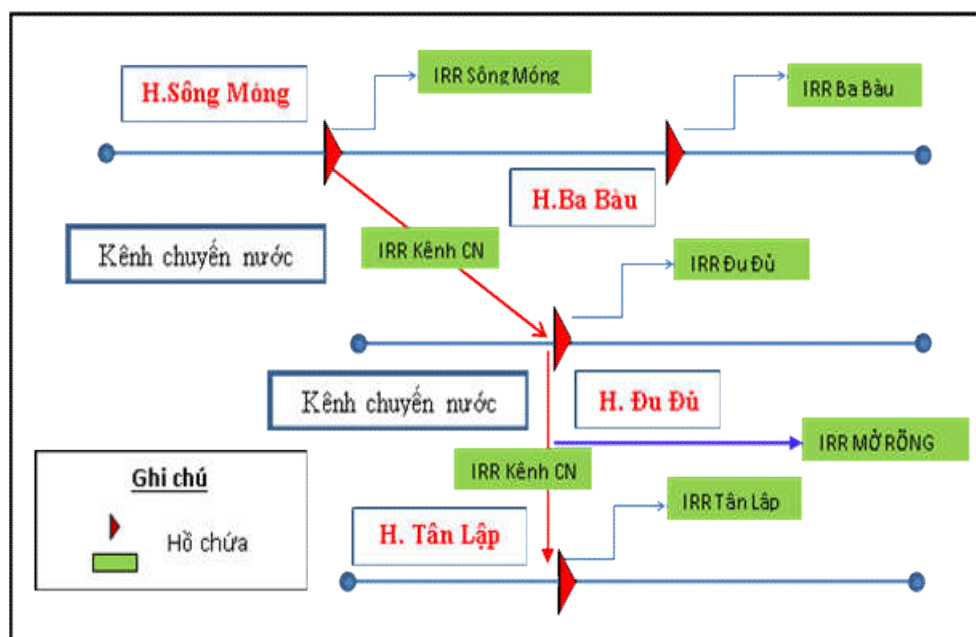 IRR Sông Móng
H.Sông Móng
IRR Ba Bàu
H.Ba Bàu
Kênh chuyển nước
IRR Kênh CN
IRR Đu Đủ
Kênh chuyển nước
H. Đu Đủ
IRR MỞ RỘNG
IRR Kênh CN
Ghi chú
IRR Tân Lập
H. Tân Lập
Hồ chứa